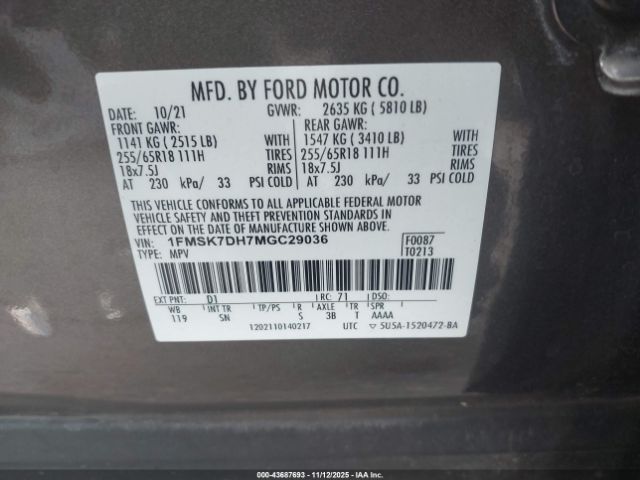 MFD. BY FORD MOTOR CO.
DATE: 10/21 GVWR: 2635 KG ( 5810 LB)
FRONT GAWR: REAR GAWR:
1141 KG ( 2515 LB) WITH 1547 KG ( 3410 LB) WITH
255/65R18 111H TIRES 255/65R18 111H TIRES
18x7.5J RIMS 18x7.5J RIMS
AT 230 kPa/ 33 PSI COLD AT 230 kPa/ 33 PSI COLD
THIS VEHICLE CONFORMS TO ALL APPLICABLE FEDERAL MOTOR
VEHICLE SAFETY AND THEFT PREVENTION STANDARDS IN
EFFECT ON THE DATE OF MANUFACTURE SHOWN ABOVE.
VIN: 1FMSK7DH7MGC29036 F0087
TYPE: MPV T0213
EXT PNT: D1 RC: 71 DSO:
WB INT TR TP/PS R AXLE TR SPR
119 SN S 3B T AAAA
1202110140217 UTC ▽ 5U5A-1520472-BA
000-43687693 - 11/12/2025 - IAAI.COM